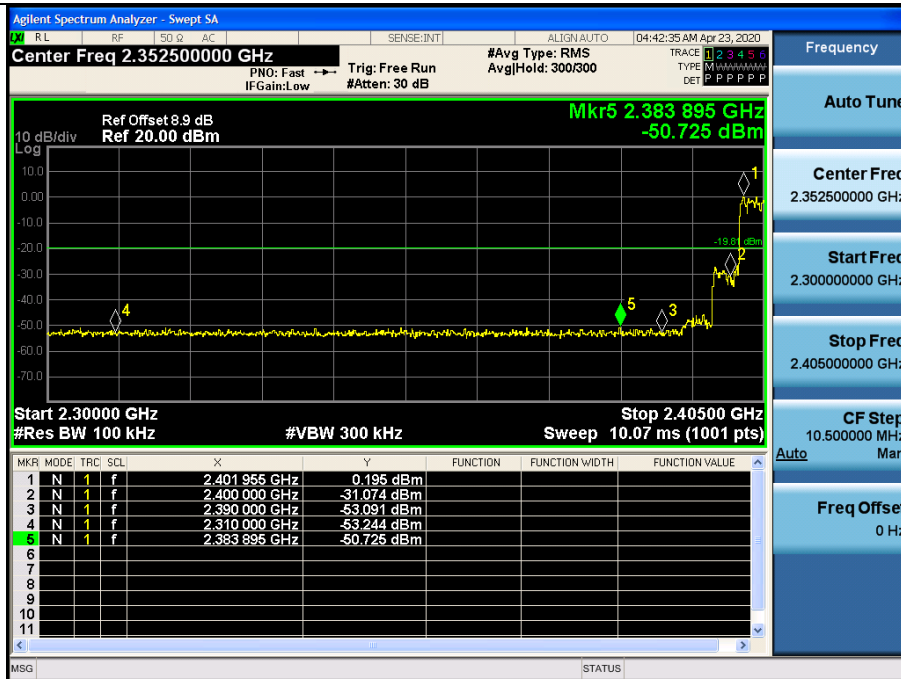 Agilent Spectrum Analyzer - Swept SA
LXI RL RF 50 Ω AC SENSE:INT ALIGN AUTO 04:42:35 AM Apr 23, 2020
Center Freq 2.352500000 GHz
PNO: Fast
IFGain:Low
Trig: Free Run
#Atten: 30 dB
#Avg Type: RMS
Avg|Hold: 300/300
TRACE 1 2 3 4 5 6
TYPE M W W W W W
DET P P P P P P
Mkr5 2.383 895 GHz
-50.725 dBm
Ref Offset 8.9 dB
10 dB/div Ref 20.00 dBm
Log
10.0
0.00
-10.0
-20.0
-30.0
-40.0
-50.0
-60.0
-70.0
1
-19.81 dBm
2
4
5
3
Start 2.30000 GHz Stop 2.40500 GHz
#Res BW 100 kHz #VBW 300 kHz Sweep 10.07 ms (1001 pts)
MKR MODE TRC SCL X Y FUNCTION FUNCTION WIDTH FUNCTION VALUE
1 N 1 f 2.401 955 GHz 0.195 dBm
2 N 1 f 2.400 000 GHz -31.074 dBm
3 N 1 f 2.390 000 GHz -53.091 dBm
4 N 1 f 2.310 000 GHz -53.244 dBm
5 N 1 f 2.383 895 GHz -50.725 dBm
6
7
8
9
10
11
MSG STATUS
Frequency
Auto Tune
Center Freq
2.352500000 GHz
Start Freq
2.300000000 GHz
Stop Freq
2.405000000 GHz
CF Step
10.500000 MHz
Auto Man
Freq Offset
0 Hz